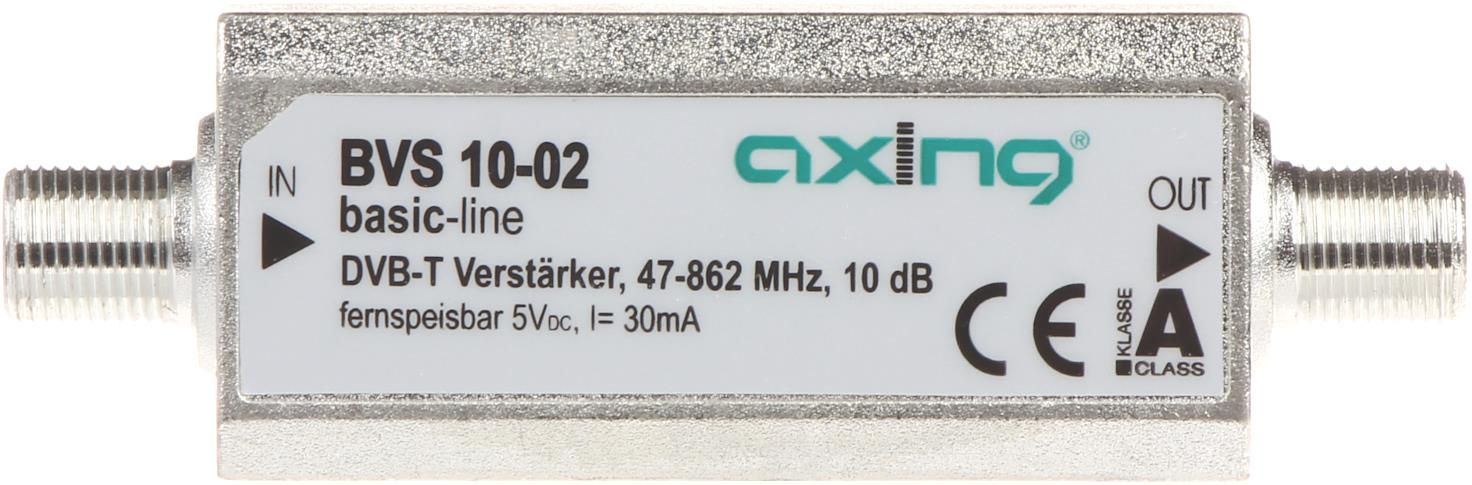 IN
BVS 10-02
basic-line
DVB-T Verstärker, 47-862 MHz, 10 dB
fernspeisbar 5VDC, I= 30mA
axing®
OUT
CE
KLASSE
A
CLASS